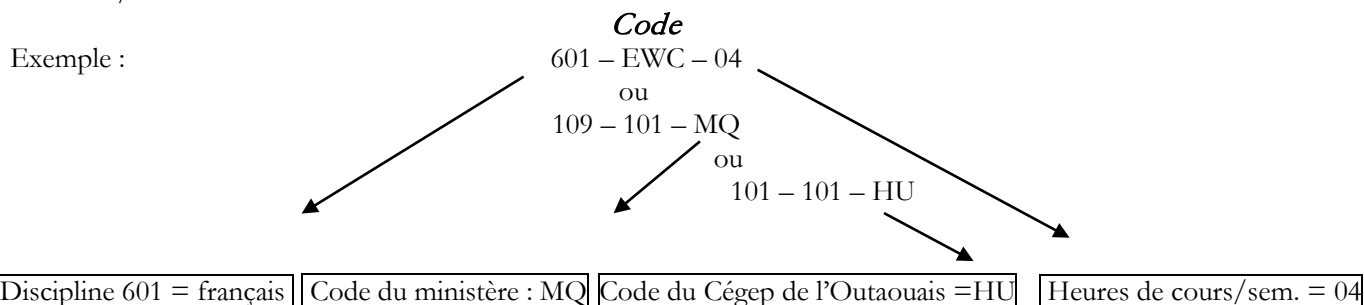 Code
Exemple : 601 – EWC – 04
ou
109 – 101 – MQ
ou
101 – 101 – HU
Discipline 601 = français Code du ministère : MQ Code du Cégep de l'Outaouais =HU Heures de cours/sem. = 04